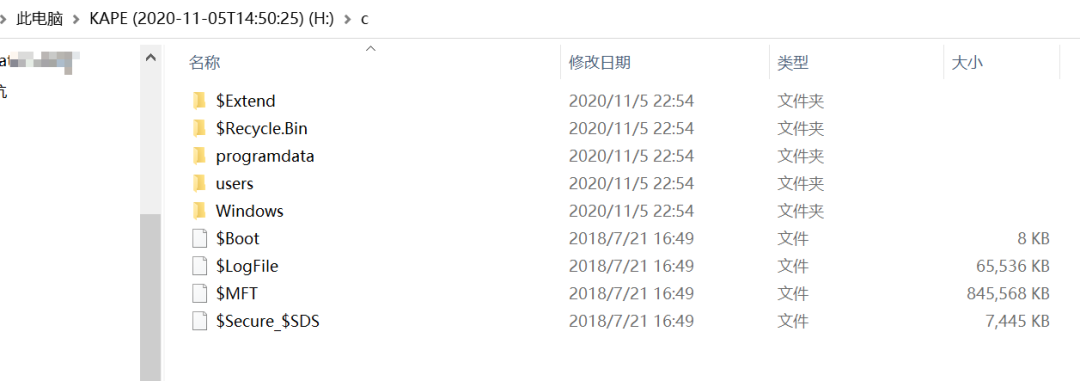 此电脑 > KAPE (2020-11-05T14:50:25) (H:) > c
名称 修改日期 类型 大小
$Extend 2020/11/5 22:54 文件夹
$Recycle.Bin 2020/11/5 22:54 文件夹
programdata 2020/11/5 22:54 文件夹
users 2020/11/5 22:54 文件夹
Windows 2020/11/5 22:54 文件夹
$Boot 2018/7/21 16:49 文件 8 KB
$LogFile 2018/7/21 16:49 文件 65,536 KB
$MFT 2018/7/21 16:49 文件 845,568 KB
$Secure_$SDS 2018/7/21 16:49 文件 7,445 KB